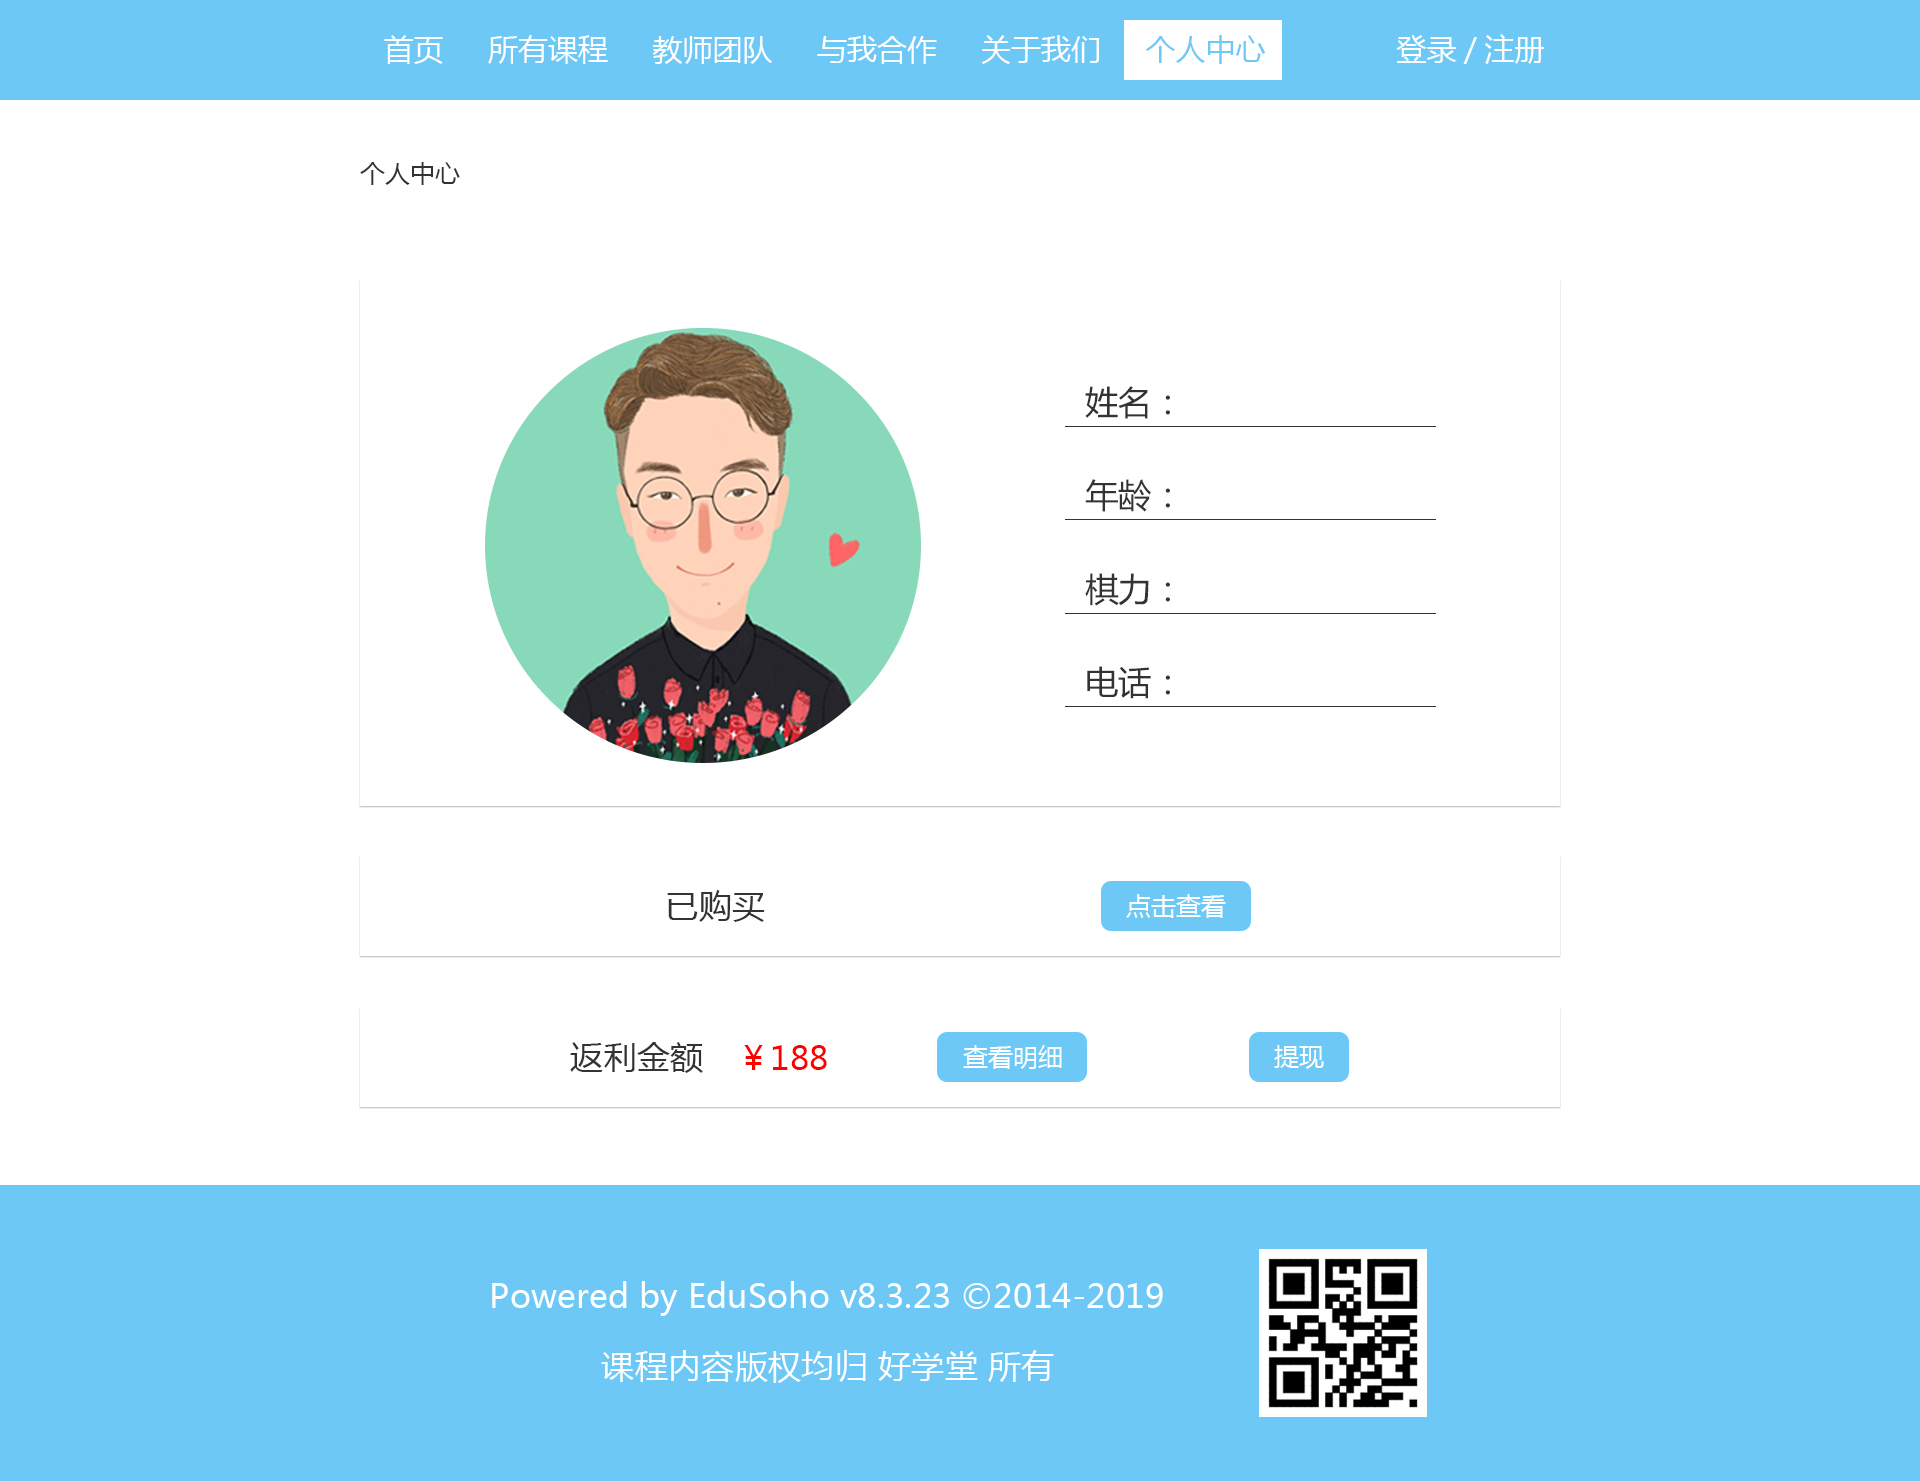 首页 所有课程 教师团队 与我合作 关于我们 个人中心 登录 / 注册
个人中心
姓名：
年龄：
棋力：
电话：
已购买 点击查看
返利金额 ¥ 188 查看明细 提现
Powered by EduSoho v8.3.23 ©2014-2019
课程内容版权均归 好学堂 所有